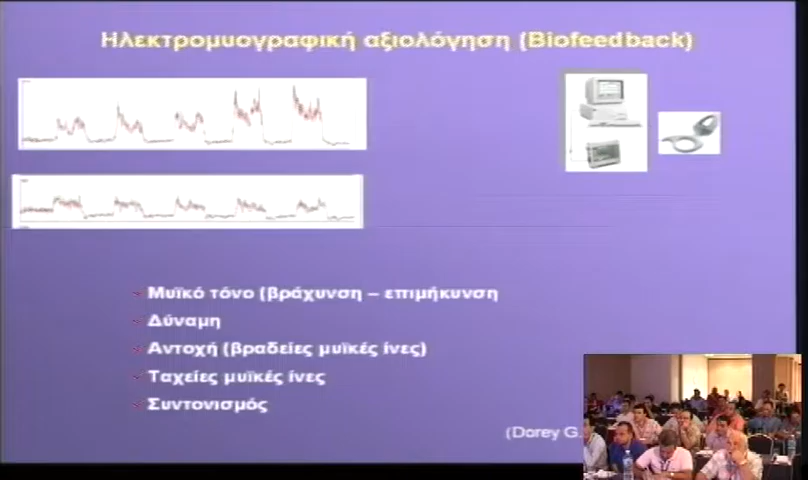 Ηλεκτρομυογραφική αξιολόγηση (Biofeedback)
Μυϊκό τόνο (βράχυνση – επιμήκυνση
Δύναμη
Αντοχή (βραδείες μυϊκές ίνες)
Ταχείες μυϊκές ίνες
Συντονισμός
(Dorey G.